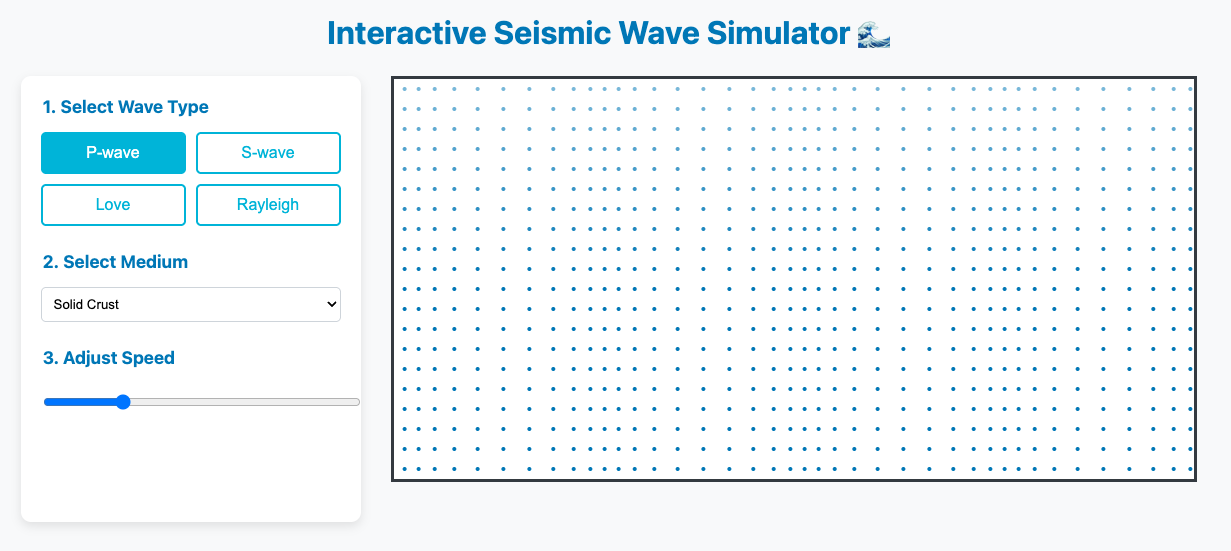 Interactive Seismic Wave Simulator 🌊
1. Select Wave Type
P-wave
S-wave
Love
Rayleigh
2. Select Medium
Solid Crust
3. Adjust Speed